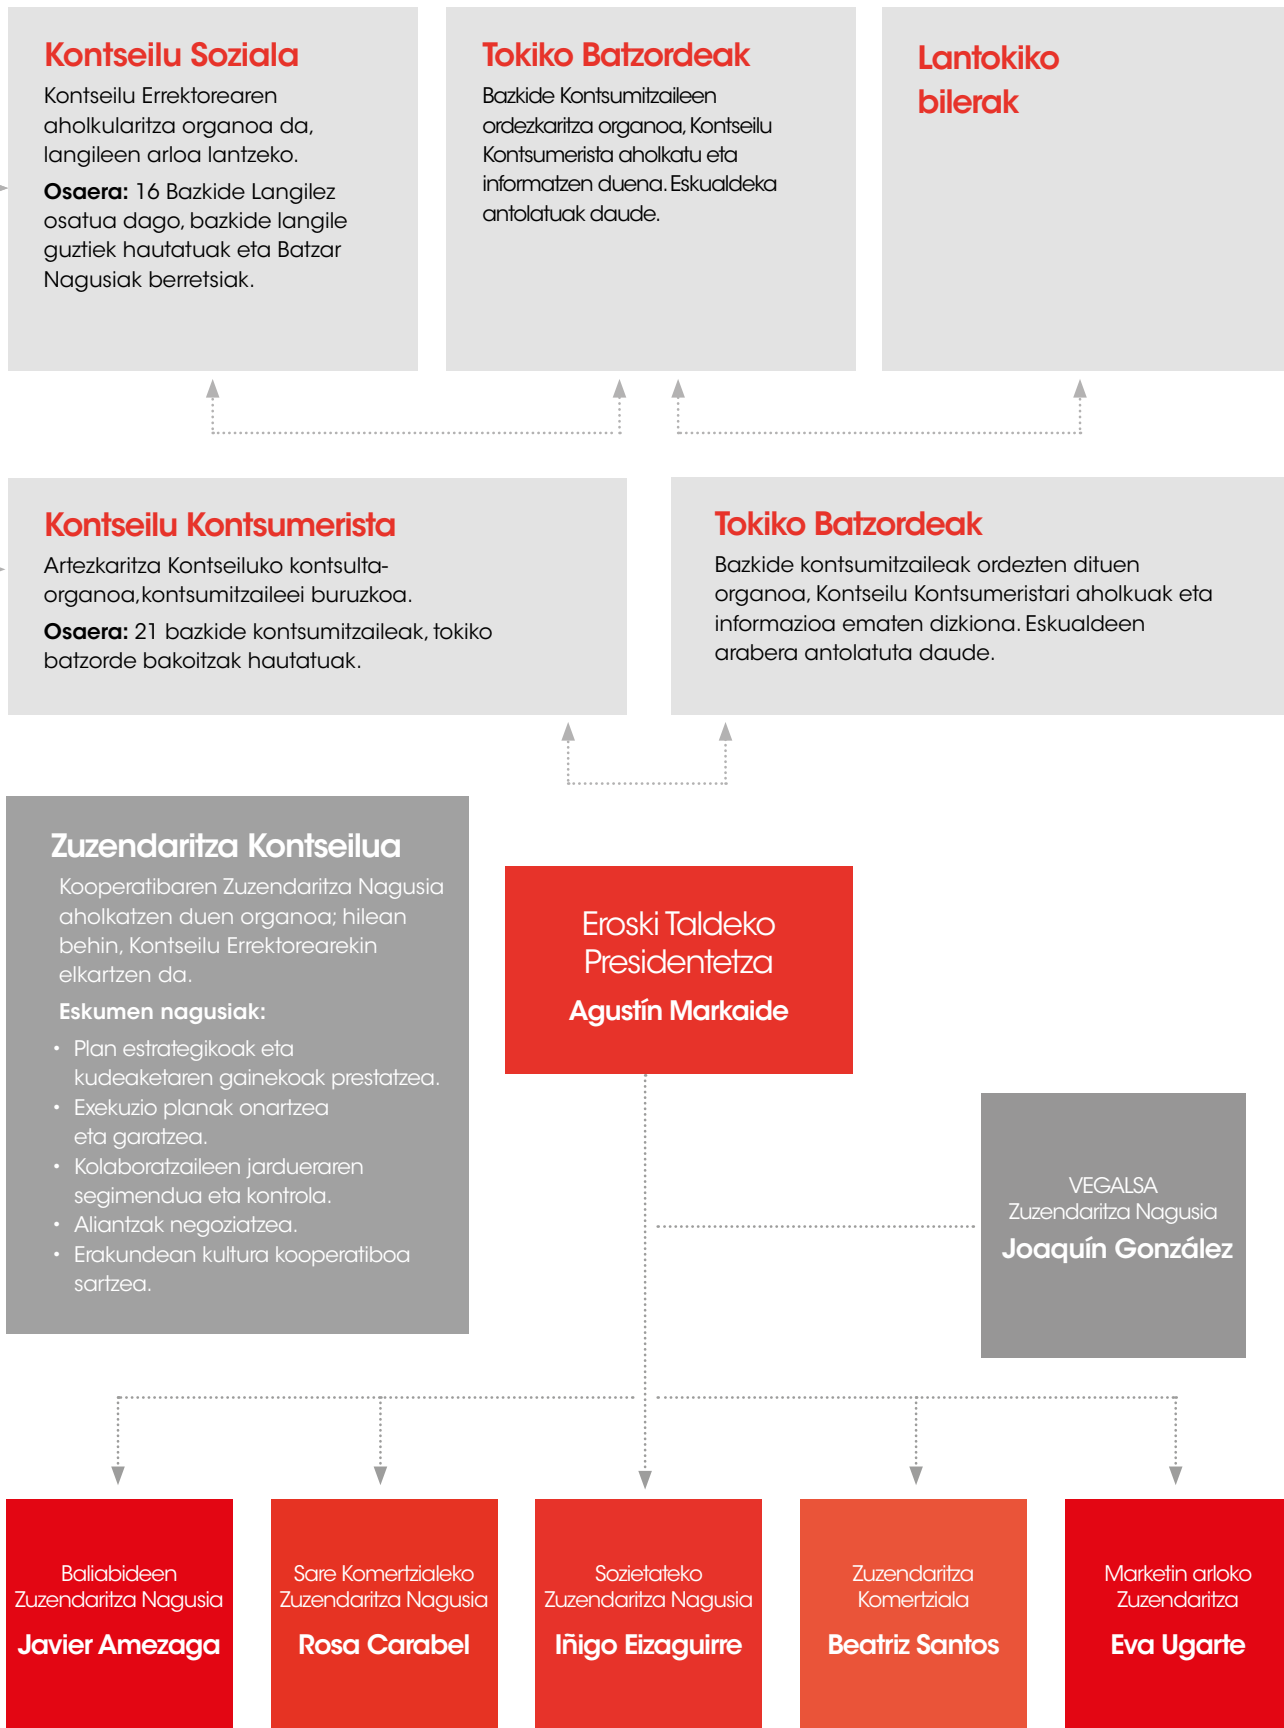 Kontseilu Soziala
Kontseilu Errektorearen
aholkularitza organoa da,
langileen arloa lantzeko.
Osaera: 16 Bazkide Langilez
osatua dago, bazkide langile
guztiek hautatuak eta Batzar
Nagusiak berretsiak.
Tokiko Batzordeak
Bazkide Kontsumitzaileen
ordezkaritza organoa, Kontseilu
Kontsumerista aholkatu eta
informatzen duena. Eskualdeka
antolatuak daude.
Lantokiko
bilerak
Kontseilu Kontsumerista
Artezkaritza Kontseiluko kontsulta-
organoa,kontsumitzaileei buruzkoa.
Osaera: 21 bazkide kontsumitzaileak, tokiko
batzorde bakoitzak hautatuak.
Tokiko Batzordeak
Bazkide kontsumitzaileak ordezten dituen
organoa, Kontseilu Kontsumeristari aholkuak eta
informazioa ematen dizkiona. Eskualdeen
arabera antolatuta daude.
Zuzendaritza Kontseilua
Kooperatibaren Zuzendaritza Nagusia
aholkatzen duen organoa; hilean
behin, Kontseilu Errektorearekin
elkartzen da.
Eskumen nagusiak:
• Plan estrategikoak eta
kudeaketaren gainekoak prestatzea.
• Exekuzio planak onartzea
eta garatzea.
• Kolaboratzaileen jardueraren
segimendua eta kontrola.
• Aliantzak negoziatzea.
• Erakundean kultura kooperatiboa
sartzea.
Eroski Taldeko
Presidentetza
Agustín Markaide
VEGALSA
Zuzendaritza Nagusia
Joaquín González
Baliabideen
Zuzendaritza Nagusia
Javier Amezaga
Sare Komertzialeko
Zuzendaritza Nagusia
Rosa Carabel
Sozietateko
Zuzendaritza Nagusia
Iñigo Eizaguirre
Zuzendaritza
Komertziala
Beatriz Santos
Marketin arloko
Zuzendaritza
Eva Ugarte